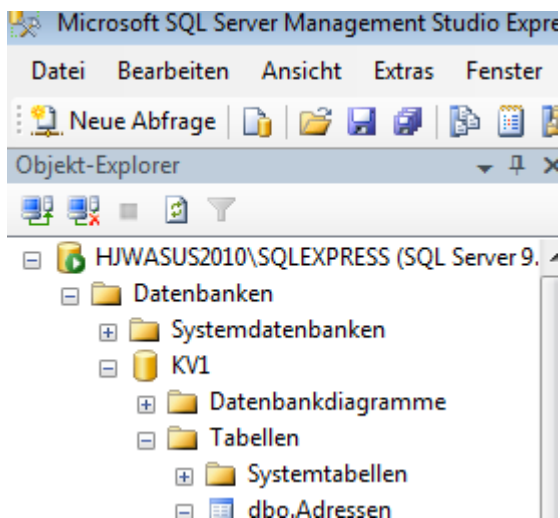 Microsoft SQL Server Management Studio Expre
Datei Bearbeiten Ansicht Extras Fenster
Neue Abfrage
Objekt-Explorer
HJWASUS2010\SQLEXPRESS (SQL Server 9.
Datenbanken
Systemdatenbanken
KV1
Datenbankdiagramme
Tabellen
Systemtabellen
dbo.Adressen